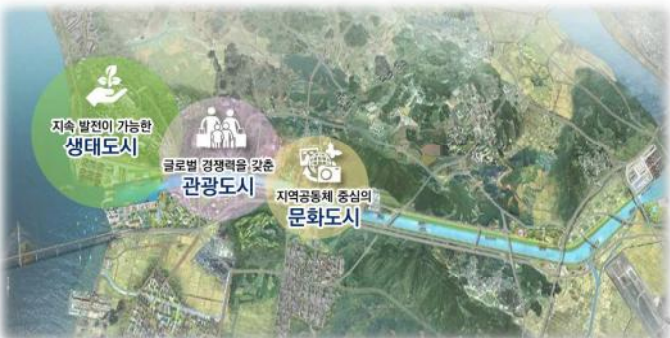 지속 발전이 가능한
생태도시
글로벌 경쟁력을 갖춘
관광도시
지역공동체 중심의
문화도시